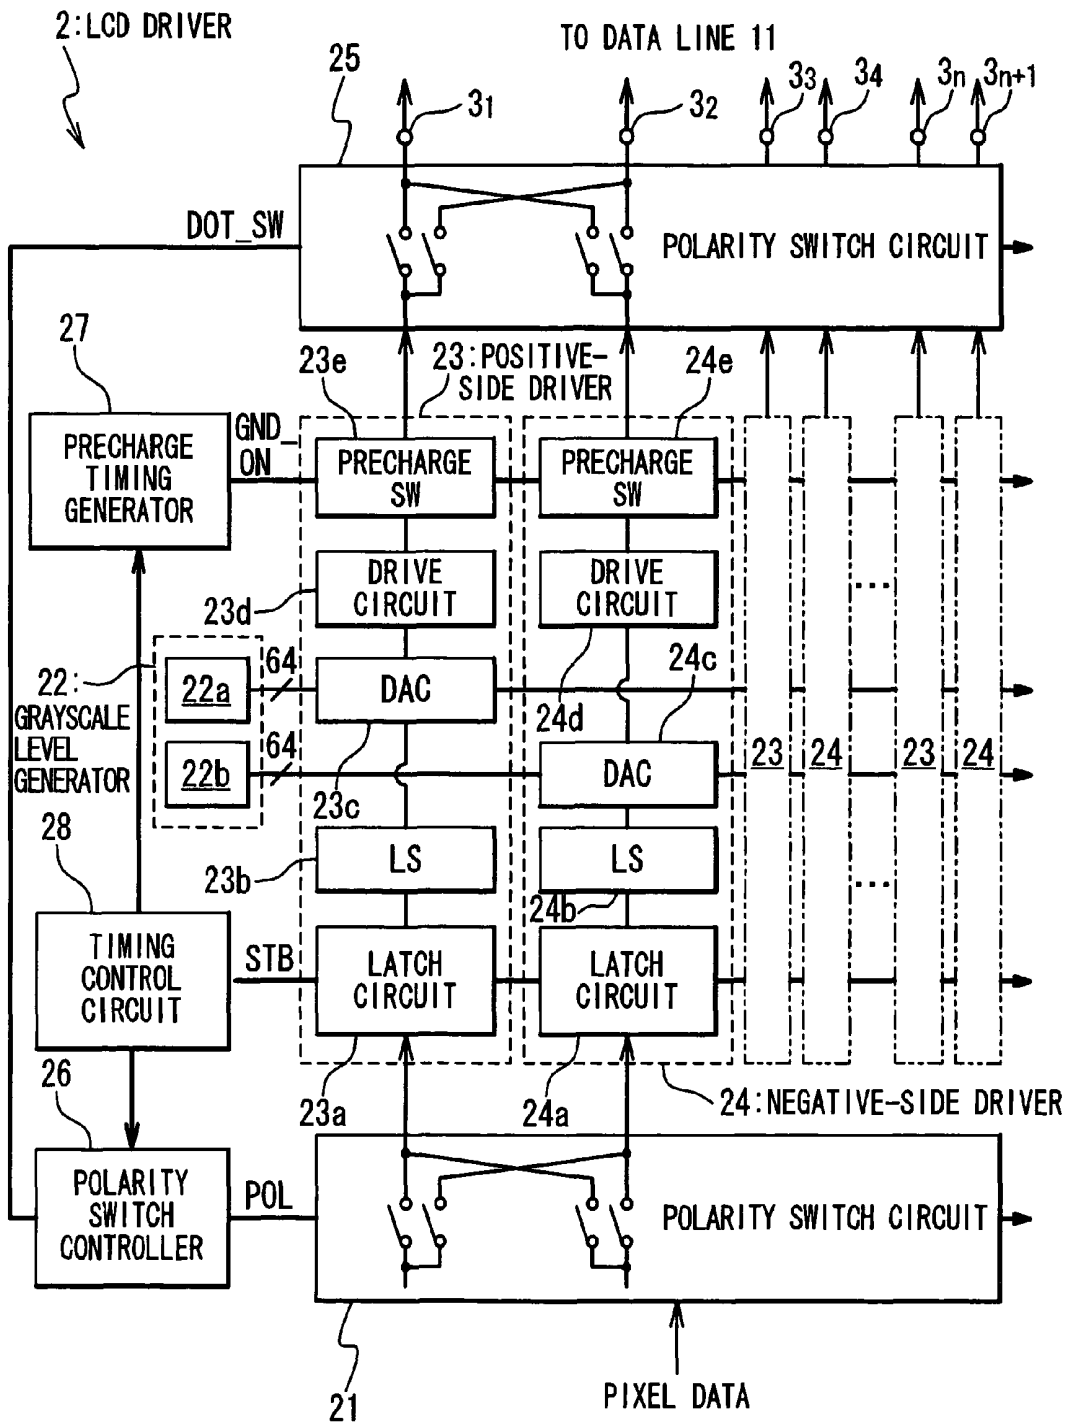 2:LCD DRIVER
TO DATA LINE 11
25
3₁
3₂
3₃
3₄
3n
3n+1
DOT_SW
POLARITY SWITCH CIRCUIT
27
23e
23:POSITIVE-
SIDE DRIVER
24e
PRECHARGE
TIMING
GENERATOR
GND_
ON
PRECHARGE
SW
PRECHARGE
SW
DRIVE
CIRCUIT
23d
DRIVE
CIRCUIT
...
22:
GRAYSCALE
LEVEL
GENERATOR
22a
64
DAC
24d
24c
22b
64
23c
DAC
23
24
23
24
28
LS
23b
LS
24b
...
TIMING
CONTROL
CIRCUIT
STB
LATCH
CIRCUIT
LATCH
CIRCUIT
26
23a
24a
24:NEGATIVE-SIDE DRIVER
POLARITY
SWITCH
CONTROLLER
POL
POLARITY SWITCH CIRCUIT
21
PIXEL DATA